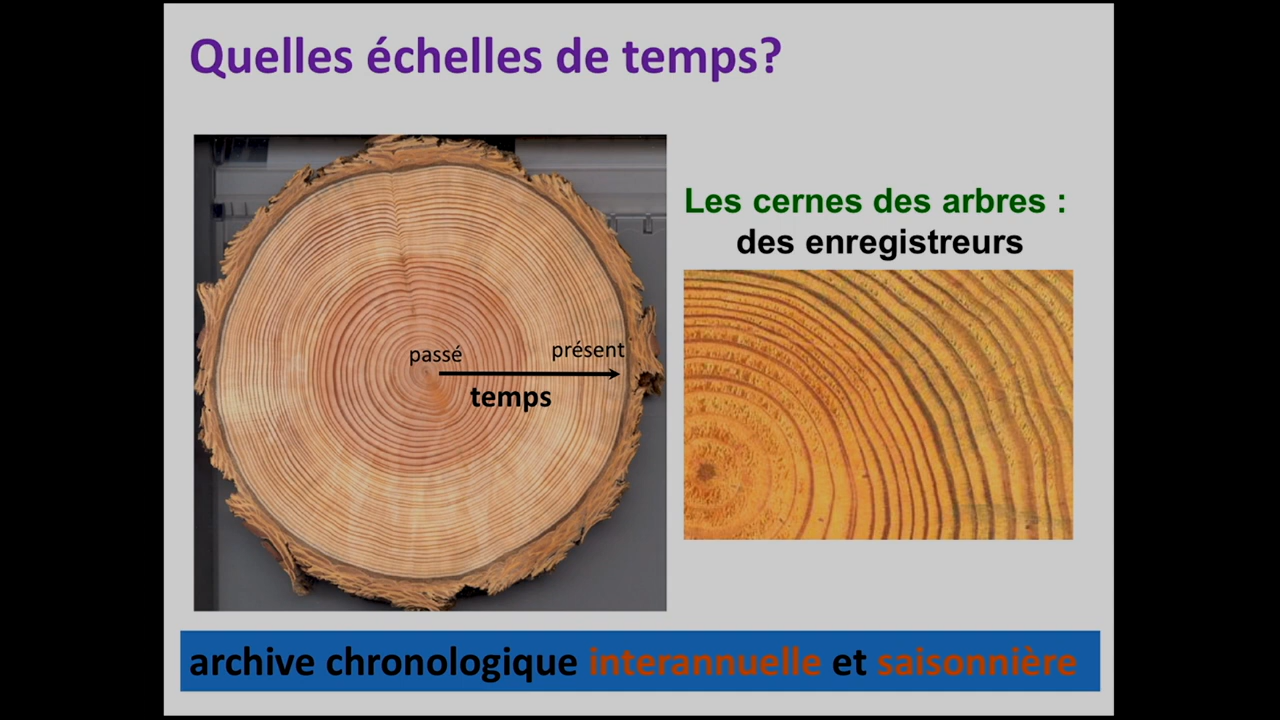 Quelles échelles de temps?
Les cernes des arbres :
des enregistreurs
passé
présent
temps
archive chronologique interannuelle et saisonnière